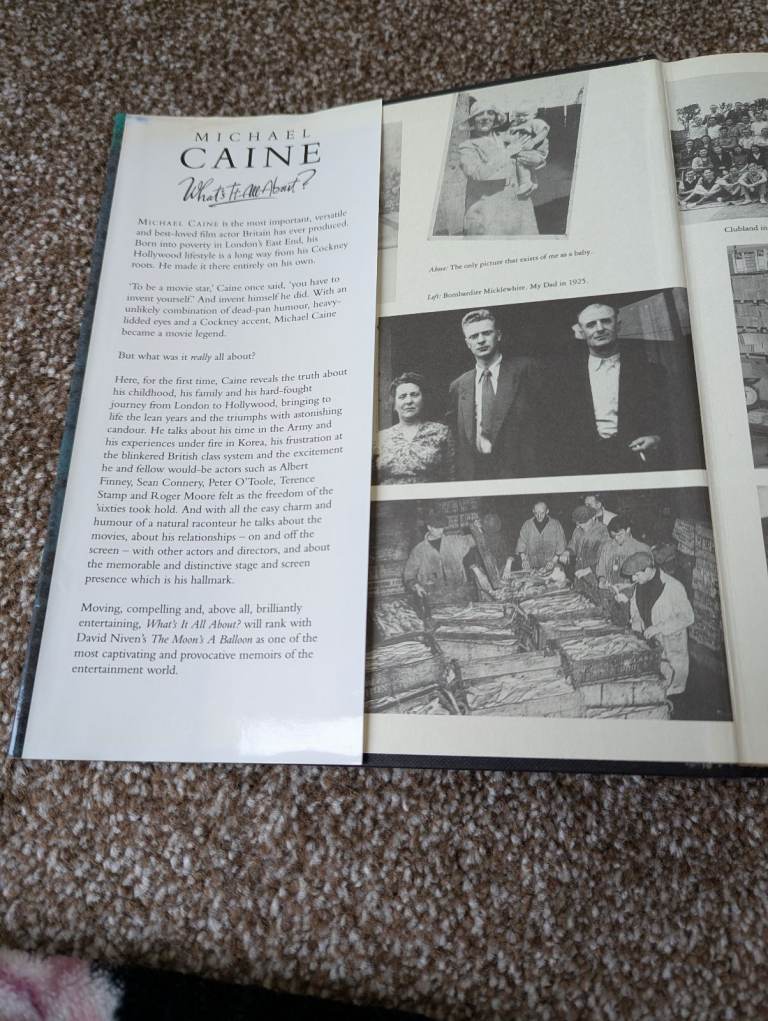 MICHAEL
CAINE
What's It All About?
MICHAEL CAINE is the most important, versatile
and best-loved film actor Britain has ever produced.
Born into poverty in London's East End, his
Hollywood lifestyle is a long way from his Cockney
roots. He made it there entirely on his own.
'To be a movie star,' Caine once said, 'you have to
invent yourself.' And invent himself he did. With an
unlikely combination of dead-pan humour, heavy-
lidded eyes and a Cockney accent, Michael Caine
became a movie legend.
But what was it really all about?
Here, for the first time, Caine reveals the truth about
his childhood, his family and his hard-fought
journey from London to Hollywood, bringing to
life the lean years and the triumphs with astonishing
candour. He talks about his time in the Army and
his experiences under fire in Korea, his frustration at
the blinkered British class system and the excitement
he and fellow would-be actors such as Albert
Finney, Sean Connery, Peter O'Toole, Terence
Stamp and Roger Moore felt as the freedom of the
'sixties took hold. And with all the easy charm and
humour of a natural raconteur he talks about the
movies, about his relationships – on and off the
screen – with other actors and directors, and about
the memorable and distinctive stage and screen
presence which is his hallmark.
Moving, compelling and, above all, brilliantly
entertaining, What's It All About? will rank with
David Niven's The Moon's A Balloon as one of the
most captivating and provocative memoirs of the
entertainment world.
Above: The only picture that exists of me as a baby.
Left: Bombardier Micklewhite. My Dad in 1925.
Clubland in